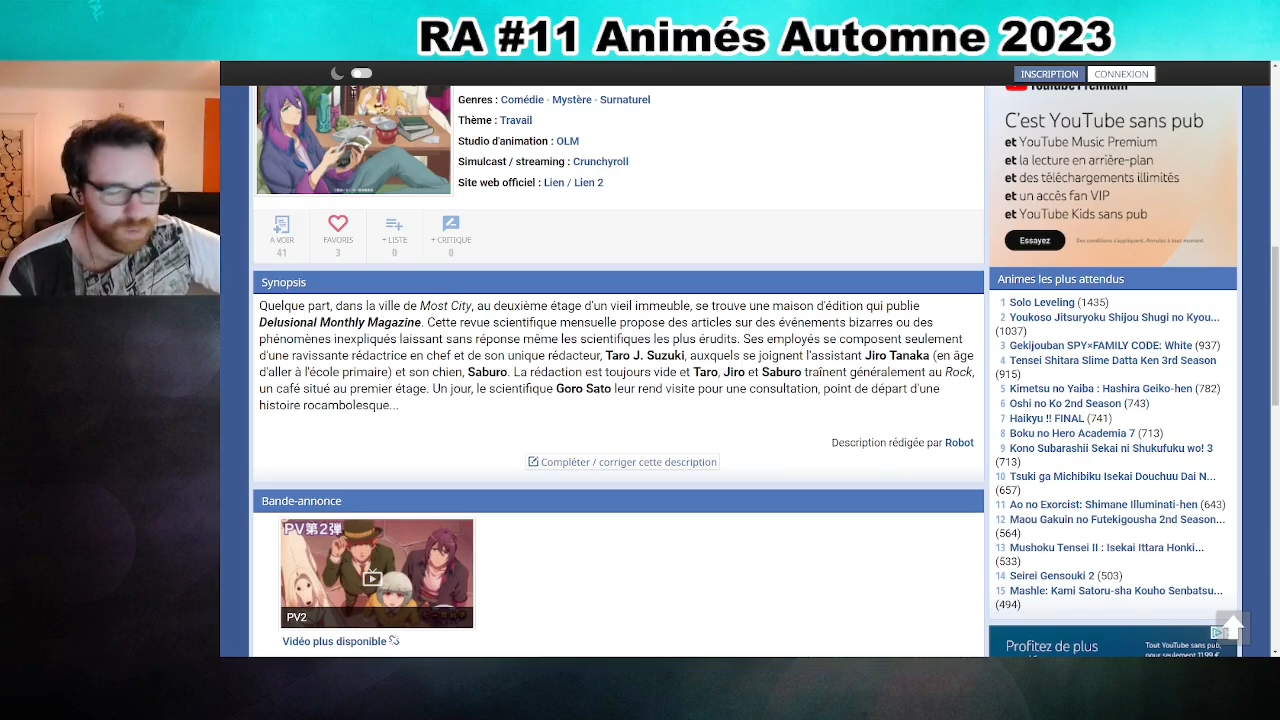 RA #11 Animés Automne 2023
INSCRIPTION CONNEXION
Genres : Comédie - Mystère - Surnaturel
Thème : Travail
Studio d'animation : OLM
Simulcast / streaming : Crunchyroll
Site web officiel : Lien / Lien 2
A VOIR
41
FAVORIS
3
+ LISTE
0
+ CRITIQUE
0
Synopsis
Quelque part, dans la ville de Most City, au deuxième étage d'un vieil immeuble, se trouve une maison d'édition qui publie
Delusional Monthly Magazine. Cette revue scientifique mensuelle propose des articles sur des événements bizarres ou des
phénomènes inexpliqués laissant sans réponse même les scientifiques les plus érudits. Ses employés se composent seulement
d'une ravissante rédactrice en chef et de son unique rédacteur, Taro J. Suzuki, auxquels se joignent l'assistant Jiro Tanaka (en âge
d'aller à l'école primaire) et son chien, Saburo. La rédaction est toujours vide et Taro, Jiro et Saburo traînent généralement au Rock,
un café situé au premier étage. Un jour, le scientifique Goro Sato leur rend visite pour une consultation, point de départ d'une
histoire rocambolesque...
Description rédigée par Robot
Compléter / corriger cette description
Bande-annonce
PV第2弾
PV2
Vidéo plus disponible
YouTube Premium
C'est YouTube sans pub
et YouTube Music Premium
et la lecture en arrière-plan
et des téléchargements illimités
et un accès fan VIP
et YouTube Kids sans pub
Essayez
Des conditions s'appliquent. Annulez à tout moment
Animes les plus attendus
1 Solo Leveling (1435)
2 Youkoso Jitsuryoku Shijou Shugi no Kyou...
(1037)
3 Gekijouban SPY×FAMILY CODE: White (937)
4 Tensei Shitara Slime Datta Ken 3rd Season
(915)
5 Kimetsu no Yaiba : Hashira Geiko-hen (782)
6 Oshi no Ko 2nd Season (743)
7 Haikyu !! FINAL (741)
8 Boku no Hero Academia 7 (713)
9 Kono Subarashii Sekai ni Shukufuku wo! 3
(713)
10 Tsuki ga Michibiku Isekai Douchuu Dai N...
(657)
11 Ao no Exorcist: Shimane Illuminati-hen (643)
12 Maou Gakuin no Futekigousha 2nd Season...
(564)
13 Mushoku Tensei II : Isekai Ittara Honki...
(533)
14 Seirei Gensouki 2 (503)
15 Mashle: Kami Satoru-sha Kouho Senbatsu...
(494)
Profitez de plus
Tout YouTube sans pub,
pour seulement 11,99 €